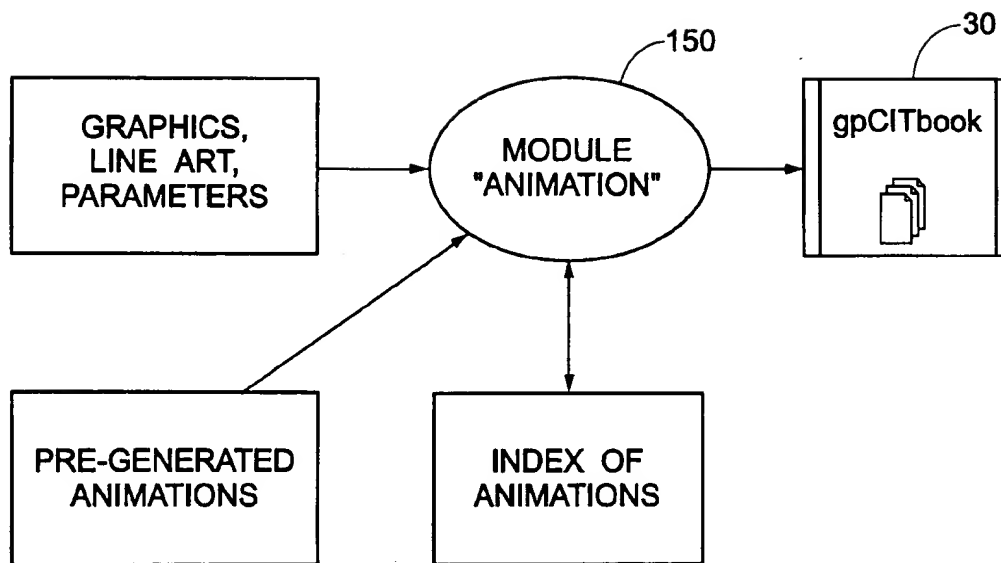 150
30
GRAPHICS,
LINE ART,
PARAMETERS
MODULE
"ANIMATION"
gpCITbook
PRE-GENERATED
ANIMATIONS
INDEX OF
ANIMATIONS